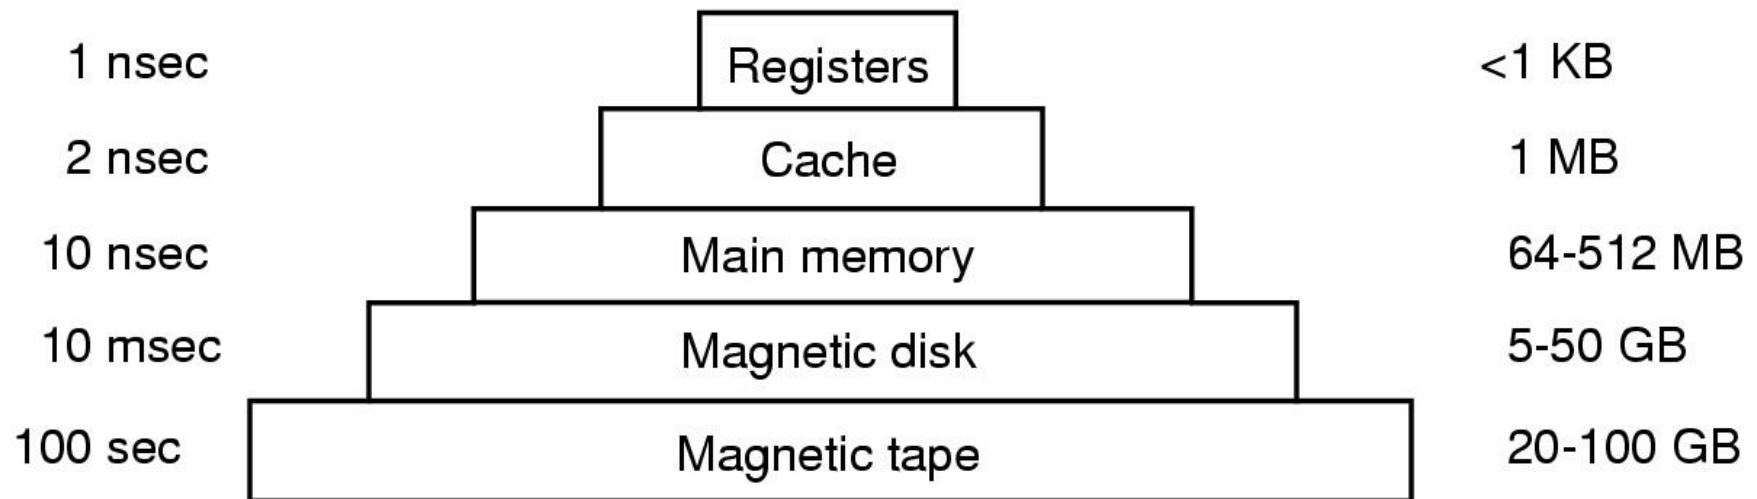 1 nsec Registers <1 KB
2 nsec Cache 1 MB
10 nsec Main memory 64-512 MB
10 msec Magnetic disk 5-50 GB
100 sec Magnetic tape 20-100 GB